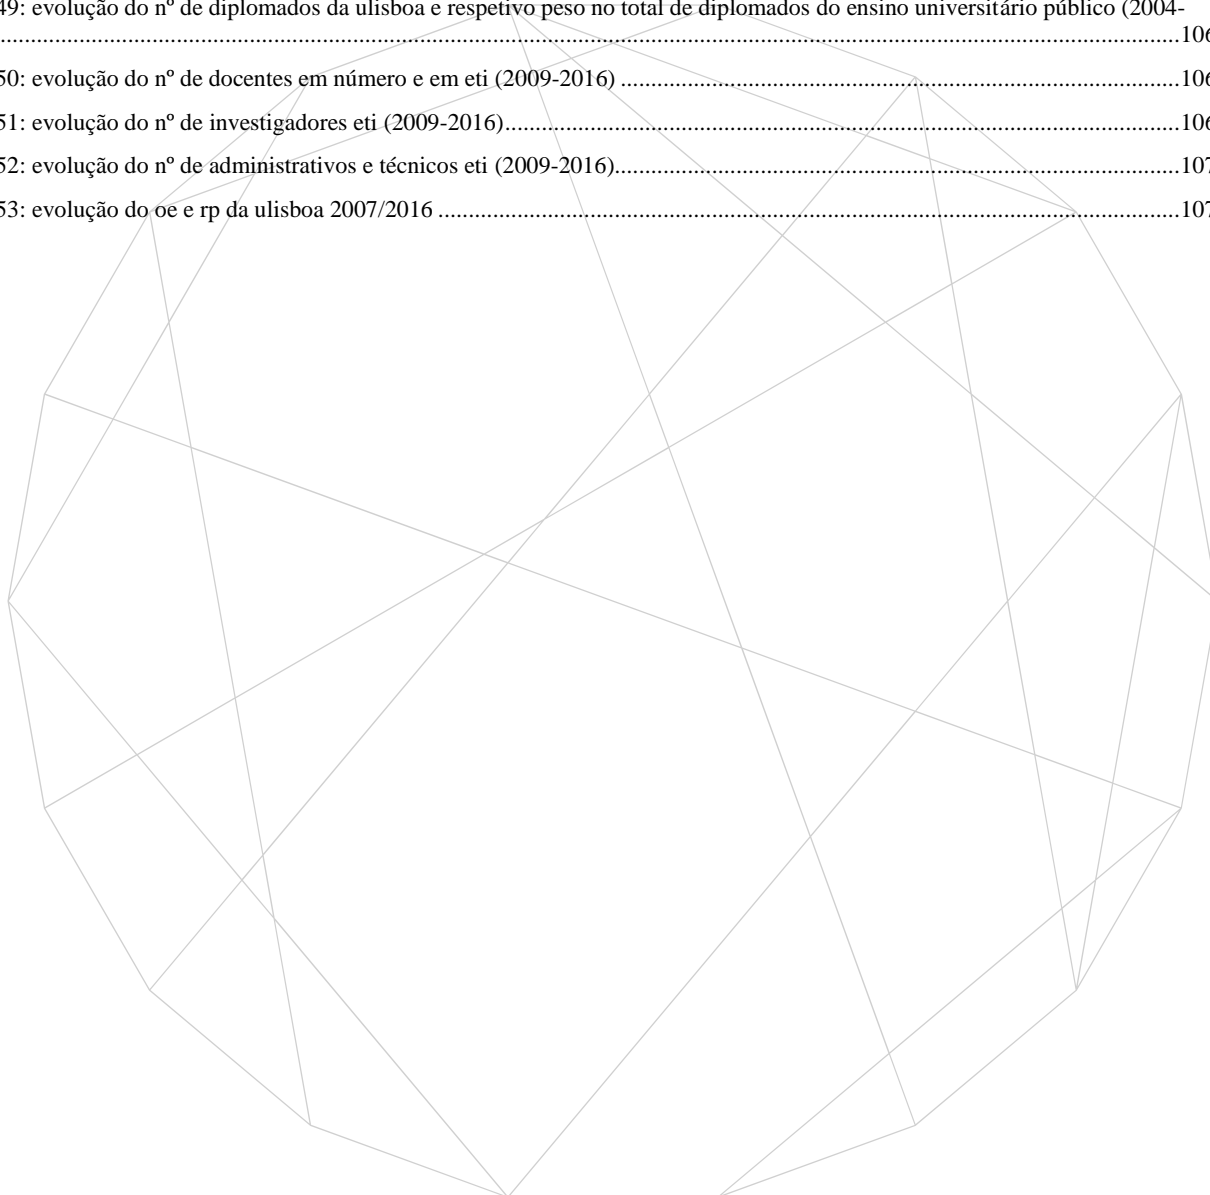 49: evolução do nº de diplomados da ulisboa e respetivo peso no total de diplomados do ensino universitário público (2004-
....................................................................................................................................................................................................106
50: evolução do nº de docentes em número e em eti (2009-2016) ............................................................................................106
51: evolução do nº de investigadores eti (2009-2016)................................................................................................................106
52: evolução do nº de administrativos e técnicos eti (2009-2016).............................................................................................107
53: evolução do oe e rp da ulisboa 2007/2016 ..........................................................................................................................107